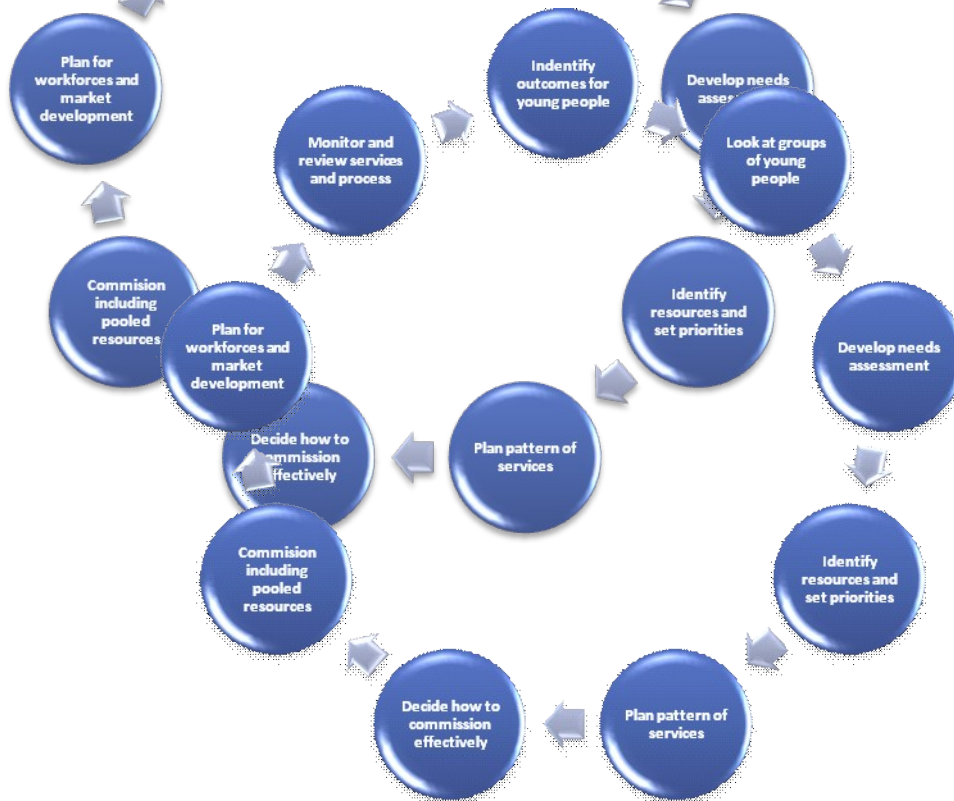 Plan for
workforces and
market
development
Indentify
outcomes for
young people
Develop needs
Monitor and
review services
and process
Look at groups
of young
people
Commision
including
pooled
resources
Identify
resources and
set priorities
Plan for
workforces and
market
development
Develop needs
assessment
Decide how to
Plan pattern of
services
Commision
including
pooled
resources
Identify
resources and
set priorities
Decide how to
commission
effectively
Plan pattern of
services